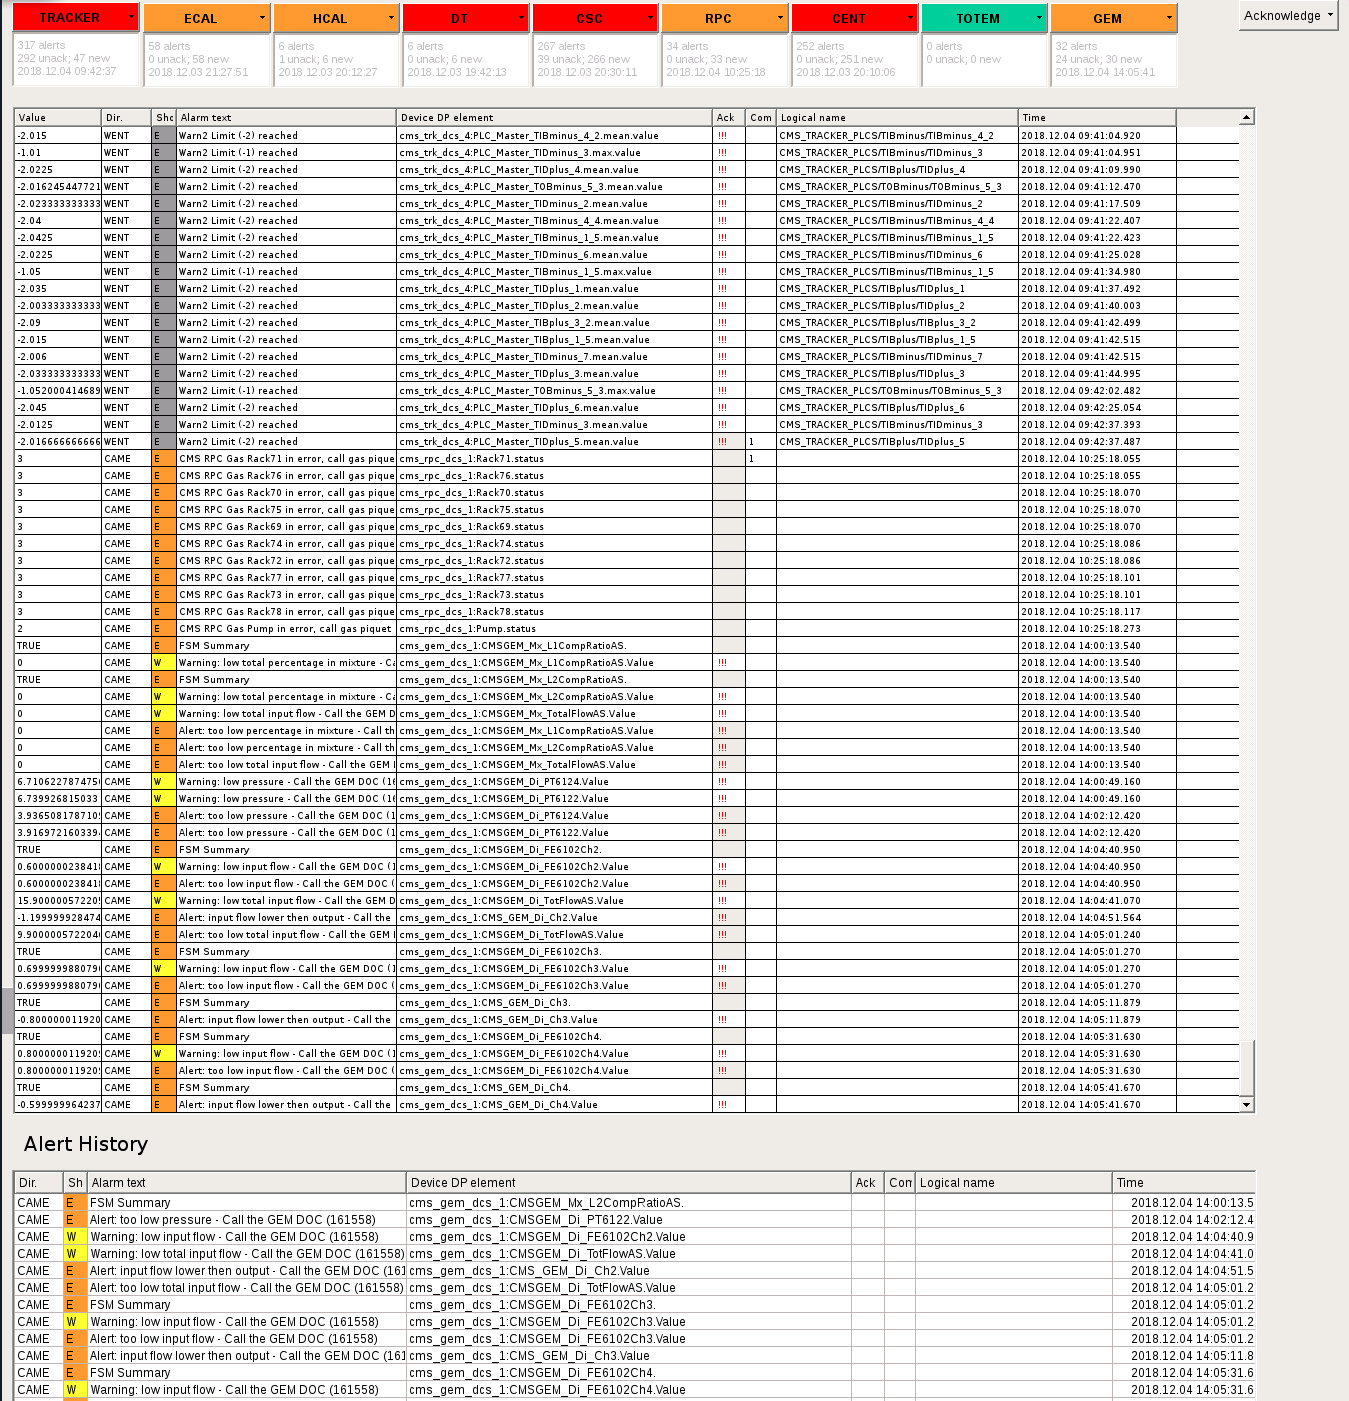 TRACKER ECAL HCAL DT CSC RPC CENT TOTEM GEM Acknowledge
317 alerts 58 alerts 6 alerts 6 alerts 267 alerts 34 alerts 252 alerts 0 alerts 32 alerts
292 unack; 47 new 0 unack; 58 new 1 unack; 6 new 0 unack; 6 new 39 unack; 266 new 0 unack; 33 new 0 unack; 251 new 0 unack; 0 new 24 unack; 30 new
2018.12.04 09:42:37 2018.12.03 21:27:51 2018.12.03 20:12:27 2018.12.03 19:42:13 2018.12.03 20:30:11 2018.12.04 10:25:18 2018.12.03 20:10:06 2018.12.04 14:05:41
Value Dir. Sho Alarm text Device DP element Ack Com Logical name Time
-2.015 WENT E Warn2 Limit (-2) reached cms_trk_dcs_4:PLC_Master_TIBminus_4_2.mean.value !!! CMS_TRACKER_PLCS/TIBminus/TIBminus_4_2 2018.12.04 09:41:04.920
-1.01 WENT E Warn2 Limit (-1) reached cms_trk_dcs_4:PLC_Master_TIDminus_3.max.value !!! CMS_TRACKER_PLCS/TIBminus/TIDminus_3 2018.12.04 09:41:04.951
-2.0225 WENT E Warn2 Limit (-2) reached cms_trk_dcs_4:PLC_Master_TIDplus_4.mean.value !!! CMS_TRACKER_PLCS/TIBplus/TIDplus_4 2018.12.04 09:41:09.990
-2.016245447721 WENT E Warn2 Limit (-2) reached cms_trk_dcs_4:PLC_Master_TOBminus_5_3.mean.value !!! CMS_TRACKER_PLCS/TOBminus/TOBminus_5_3 2018.12.04 09:41:12.470
-2.023333333333 WENT E Warn2 Limit (-2) reached cms_trk_dcs_4:PLC_Master_TIDminus_2.mean.value !!! CMS_TRACKER_PLCS/TIBminus/TIDminus_2 2018.12.04 09:41:17.509
-2.04 WENT E Warn2 Limit (-2) reached cms_trk_dcs_4:PLC_Master_TIBminus_4_4.mean.value !!! CMS_TRACKER_PLCS/TIBminus/TIBminus_4_4 2018.12.04 09:41:22.407
-2.0425 WENT E Warn2 Limit (-2) reached cms_trk_dcs_4:PLC_Master_TIBminus_1_5.mean.value !!! CMS_TRACKER_PLCS/TIBminus/TIBminus_1_5 2018.12.04 09:41:22.423
-2.0225 WENT E Warn2 Limit (-2) reached cms_trk_dcs_4:PLC_Master_TIDminus_6.mean.value !!! CMS_TRACKER_PLCS/TIBminus/TIDminus_6 2018.12.04 09:41:25.028
-1.05 WENT E Warn2 Limit (-1) reached cms_trk_dcs_4:PLC_Master_TIBminus_1_5.max.value !!! CMS_TRACKER_PLCS/TIBminus/TIBminus_1_5 2018.12.04 09:41:34.980
-2.035 WENT E Warn2 Limit (-2) reached cms_trk_dcs_4:PLC_Master_TIDplus_1.mean.value !!! CMS_TRACKER_PLCS/TIBplus/TIDplus_1 2018.12.04 09:41:37.492
-2.003333333333 WENT E Warn2 Limit (-2) reached cms_trk_dcs_4:PLC_Master_TIDplus_2.mean.value !!! CMS_TRACKER_PLCS/TIBplus/TIDplus_2 2018.12.04 09:41:40.003
-2.09 WENT E Warn2 Limit (-2) reached cms_trk_dcs_4:PLC_Master_TIBplus_3_2.mean.value !!! CMS_TRACKER_PLCS/TIBplus/TIBplus_3_2 2018.12.04 09:41:42.499
-2.015 WENT E Warn2 Limit (-2) reached cms_trk_dcs_4:PLC_Master_TIBplus_1_5.mean.value !!! CMS_TRACKER_PLCS/TIBplus/TIBplus_1_5 2018.12.04 09:41:42.515
-2.006 WENT E Warn2 Limit (-2) reached cms_trk_dcs_4:PLC_Master_TIDminus_7.mean.value !!! CMS_TRACKER_PLCS/TIBminus/TIDminus_7 2018.12.04 09:41:42.515
-2.033333333333 WENT E Warn2 Limit (-2) reached cms_trk_dcs_4:PLC_Master_TIDplus_3.mean.value !!! CMS_TRACKER_PLCS/TIBplus/TIDplus_3 2018.12.04 09:41:44.995
-1.052000414689 WENT E Warn2 Limit (-1) reached cms_trk_dcs_4:PLC_Master_TOBminus_5_3.max.value !!! CMS_TRACKER_PLCS/TOBminus/TOBminus_5_3 2018.12.04 09:42:02.482
-2.045 WENT E Warn2 Limit (-2) reached cms_trk_dcs_4:PLC_Master_TIDplus_6.mean.value !!! CMS_TRACKER_PLCS/TIBplus/TIDplus_6 2018.12.04 09:42:25.054
-2.0125 WENT E Warn2 Limit (-2) reached cms_trk_dcs_4:PLC_Master_TIDminus_3.mean.value !!! CMS_TRACKER_PLCS/TIBminus/TIDminus_3 2018.12.04 09:42:37.393
-2.016666666666 WENT E Warn2 Limit (-2) reached cms_trk_dcs_4:PLC_Master_TIDplus_5.mean.value !!! 1 CMS_TRACKER_PLCS/TIBplus/TIDplus_5 2018.12.04 09:42:37.487
3 CAME E CMS RPC Gas Rack71 in error, call gas pique cms_rpc_dcs_1:Rack71.status 1 2018.12.04 10:25:18.055
3 CAME E CMS RPC Gas Rack76 in error, call gas pique cms_rpc_dcs_1:Rack76.status 2018.12.04 10:25:18.055
3 CAME E CMS RPC Gas Rack70 in error, call gas pique cms_rpc_dcs_1:Rack70.status 2018.12.04 10:25:18.070
3 CAME E CMS RPC Gas Rack75 in error, call gas pique cms_rpc_dcs_1:Rack75.status 2018.12.04 10:25:18.070
3 CAME E CMS RPC Gas Rack69 in error, call gas pique cms_rpc_dcs_1:Rack69.status 2018.12.04 10:25:18.070
3 CAME E CMS RPC Gas Rack74 in error, call gas pique cms_rpc_dcs_1:Rack74.status 2018.12.04 10:25:18.086
3 CAME E CMS RPC Gas Rack72 in error, call gas pique cms_rpc_dcs_1:Rack72.status 2018.12.04 10:25:18.086
3 CAME E CMS RPC Gas Rack77 in error, call gas pique cms_rpc_dcs_1:Rack77.status 2018.12.04 10:25:18.101
3 CAME E CMS RPC Gas Rack73 in error, call gas pique cms_rpc_dcs_1:Rack73.status 2018.12.04 10:25:18.101
3 CAME E CMS RPC Gas Rack78 in error, call gas pique cms_rpc_dcs_1:Rack78.status 2018.12.04 10:25:18.117
2 CAME E CMS RPC Gas Pump in error, call gas piquet cms_rpc_dcs_1:Pump.status 2018.12.04 10:25:18.273
TRUE CAME E FSM Summary cms_gem_dcs_1:CMSGEM_Mx_L1CompRatioAS. 2018.12.04 14:00:13.540
0 CAME W Warning: low total percentage in mixture - Ca cms_gem_dcs_1:CMSGEM_Mx_L1CompRatioAS.Value !!! 2018.12.04 14:00:13.540
TRUE CAME E FSM Summary cms_gem_dcs_1:CMSGEM_Mx_L2CompRatioAS. 2018.12.04 14:00:13.540
0 CAME W Warning: low total percentage in mixture - Ca cms_gem_dcs_1:CMSGEM_Mx_L2CompRatioAS.Value !!! 2018.12.04 14:00:13.540
0 CAME W Warning: low total input flow - Call the GEM D cms_gem_dcs_1:CMSGEM_Mx_TotalFlowAS.Value !!! 2018.12.04 14:00:13.540
0 CAME E Alert: too low percentage in mixture - Call th cms_gem_dcs_1:CMSGEM_Mx_L1CompRatioAS.Value !!! 2018.12.04 14:00:13.540
0 CAME E Alert: too low percentage in mixture - Call th cms_gem_dcs_1:CMSGEM_Mx_L2CompRatioAS.Value !!! 2018.12.04 14:00:13.540
0 CAME E Alert: too low total input flow - Call the GEM cms_gem_dcs_1:CMSGEM_Mx_TotalFlowAS.Value !!! 2018.12.04 14:00:13.540
6.710622787475 CAME W Warning: low pressure - Call the GEM DOC (16 cms_gem_dcs_1:CMSGEM_Di_PT6124.Value !!! 2018.12.04 14:00:49.160
6.739926815033 CAME W Warning: low pressure - Call the GEM DOC (16 cms_gem_dcs_1:CMSGEM_Di_PT6122.Value !!! 2018.12.04 14:00:49.160
3.936508178710 CAME E Alert: too low pressure - Call the GEM DOC (1 cms_gem_dcs_1:CMSGEM_Di_PT6124.Value !!! 2018.12.04 14:02:12.420
3.916972160339 CAME E Alert: too low pressure - Call the GEM DOC (1 cms_gem_dcs_1:CMSGEM_Di_PT6122.Value !!! 2018.12.04 14:02:12.420
TRUE CAME E FSM Summary cms_gem_dcs_1:CMSGEM_Di_FE6102Ch2. 2018.12.04 14:04:40.950
0.600000023841 CAME W Warning: low input flow - Call the GEM DOC (1 cms_gem_dcs_1:CMSGEM_Di_FE6102Ch2.Value !!! 2018.12.04 14:04:40.950
0.600000023841 CAME E Alert: too low input flow - Call the GEM DOC ( cms_gem_dcs_1:CMSGEM_Di_FE6102Ch2.Value !!! 2018.12.04 14:04:40.950
15.90000057220 CAME W Warning: low total input flow - Call the GEM D cms_gem_dcs_1:CMSGEM_Di_TotFlowAS.Value !!! 2018.12.04 14:04:41.070
-1.199999928474 CAME E Alert: input flow lower then output - Call the cms_gem_dcs_1:CMS_GEM_Di_Ch2.Value !!! 2018.12.04 14:04:51.564
9.900000572204 CAME E Alert: too low total input flow - Call the GEM cms_gem_dcs_1:CMSGEM_Di_TotFlowAS.Value !!! 2018.12.04 14:05:01.240
TRUE CAME E FSM Summary cms_gem_dcs_1:CMSGEM_Di_FE6102Ch3. 2018.12.04 14:05:01.270
0.699999988079 CAME W Warning: low input flow - Call the GEM DOC (1 cms_gem_dcs_1:CMSGEM_Di_FE6102Ch3.Value !!! 2018.12.04 14:05:01.270
0.699999988079 CAME E Alert: too low input flow - Call the GEM DOC ( cms_gem_dcs_1:CMSGEM_Di_FE6102Ch3.Value !!! 2018.12.04 14:05:01.270
TRUE CAME E FSM Summary cms_gem_dcs_1:CMS_GEM_Di_Ch3. 2018.12.04 14:05:11.879
-0.800000011920 CAME E Alert: input flow lower then output - Call the cms_gem_dcs_1:CMS_GEM_Di_Ch3.Value !!! 2018.12.04 14:05:11.879
TRUE CAME E FSM Summary cms_gem_dcs_1:CMSGEM_Di_FE6102Ch4. 2018.12.04 14:05:31.630
0.800000011920 CAME W Warning: low input flow - Call the GEM DOC (1 cms_gem_dcs_1:CMSGEM_Di_FE6102Ch4.Value !!! 2018.12.04 14:05:31.630
0.800000011920 CAME E Alert: too low input flow - Call the GEM DOC ( cms_gem_dcs_1:CMSGEM_Di_FE6102Ch4.Value !!! 2018.12.04 14:05:31.630
TRUE CAME E FSM Summary cms_gem_dcs_1:CMS_GEM_Di_Ch4. 2018.12.04 14:05:41.670
-0.599999964237 CAME E Alert: input flow lower then output - Call the cms_gem_dcs_1:CMS_GEM_Di_Ch4.Value !!! 2018.12.04 14:05:41.670
Alert History
Dir. Sh Alarm text Device DP element Ack Com Logical name Time
CAME E FSM Summary cms_gem_dcs_1:CMSGEM_Mx_L2CompRatioAS. 2018.12.04 14:00:13.5
CAME E Alert: too low pressure - Call the GEM DOC (161558) cms_gem_dcs_1:CMSGEM_Di_PT6122.Value 2018.12.04 14:02:12.4
CAME W Warning: low input flow - Call the GEM DOC (161558) cms_gem_dcs_1:CMSGEM_Di_FE6102Ch2.Value 2018.12.04 14:04:40.9
CAME W Warning: low total input flow - Call the GEM DOC (161558) cms_gem_dcs_1:CMSGEM_Di_TotFlowAS.Value 2018.12.04 14:04:41.0
CAME E Alert: input flow lower then output - Call the GEM DOC (161 cms_gem_dcs_1:CMS_GEM_Di_Ch2.Value 2018.12.04 14:04:51.5
CAME E Alert: too low total input flow - Call the GEM DOC (161558) cms_gem_dcs_1:CMSGEM_Di_TotFlowAS.Value 2018.12.04 14:05:01.2
CAME E FSM Summary cms_gem_dcs_1:CMSGEM_Di_FE6102Ch3. 2018.12.04 14:05:01.2
CAME W Warning: low input flow - Call the GEM DOC (161558) cms_gem_dcs_1:CMSGEM_Di_FE6102Ch3.Value 2018.12.04 14:05:01.2
CAME E Alert: too low input flow - Call the GEM DOC (161558) cms_gem_dcs_1:CMSGEM_Di_FE6102Ch3.Value 2018.12.04 14:05:01.2
CAME E Alert: input flow lower then output - Call the GEM DOC (161 cms_gem_dcs_1:CMS_GEM_Di_Ch3.Value 2018.12.04 14:05:11.8
CAME E FSM Summary cms_gem_dcs_1:CMSGEM_Di_FE6102Ch4. 2018.12.04 14:05:31.6
CAME W Warning: low input flow - Call the GEM DOC (161558) cms_gem_dcs_1:CMSGEM_Di_FE6102Ch4.Value 2018.12.04 14:05:31.6